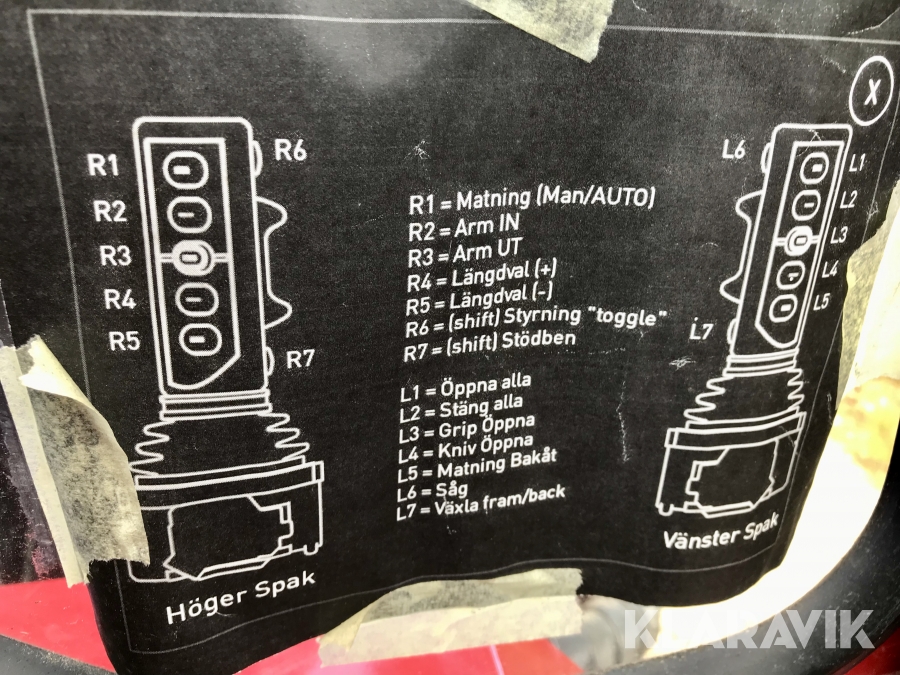 X
R1
R2
R3
R4
R5
R6
R7
R1 = Matning (Man/AUTO)
R2 = Arm IN
R3 = Arm UT
R4 = Längdval (+)
R5 = Längdval (-)
R6 = (shift) Styrning "toggle"
R7 = (shift) Stödben
L1 = Öppna alla
L2 = Stäng alla
L3 = Grip Öppna
L4 = Kniv Öppna
L5 = Matning Bakåt
L6 = Såg
L7 = Växla fram/back
L6
L7
L1
L2
L3
L4
L5
Höger Spak
Vänster Spak
KLARAVIK